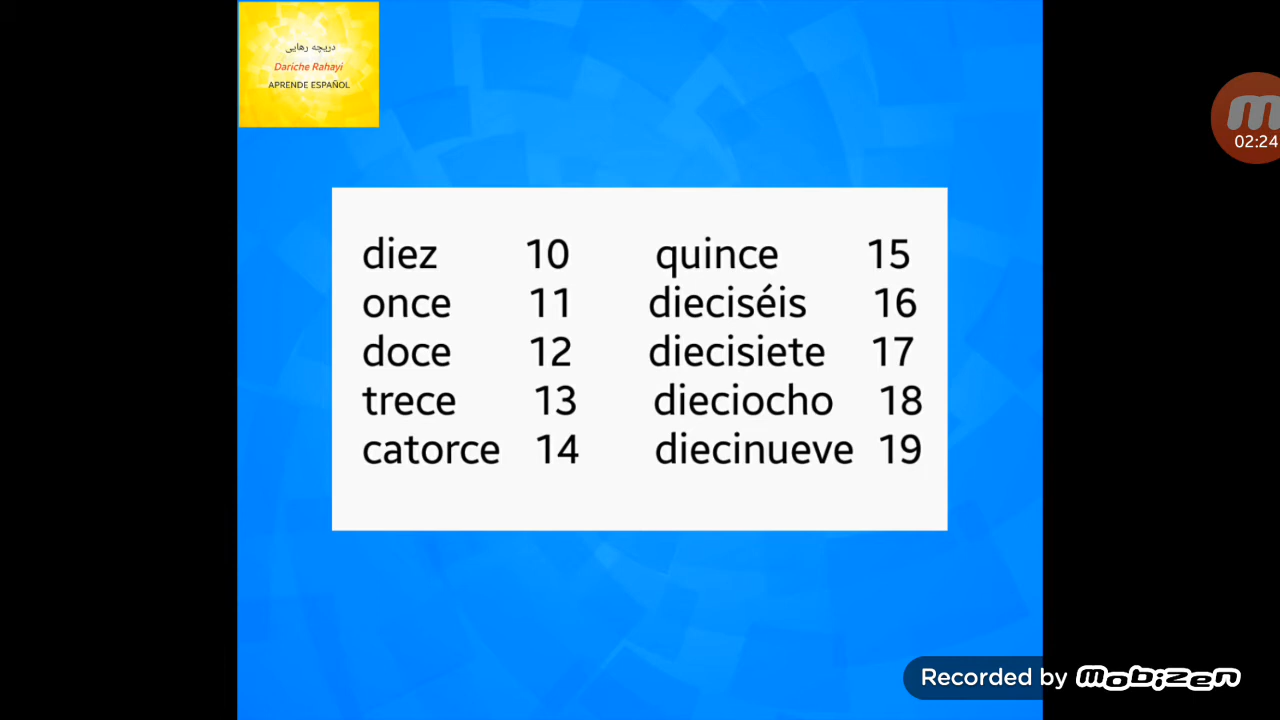 دریچه رهایی
Dariche Rahayi
APRENDE ESPAÑOL
02:24
diez 10 quince 15
once 11 dieciséis 16
doce 12 diecisiete 17
trece 13 dieciocho 18
catorce 14 diecinueve 19
Recorded by mobizen